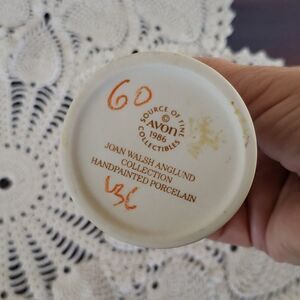 60
SOURCE OF FINE COLLECTIBLES
©
AVON
1986
JOAN WALSH ANGLUND
COLLECTION
HANDPAINTED PORCELAIN